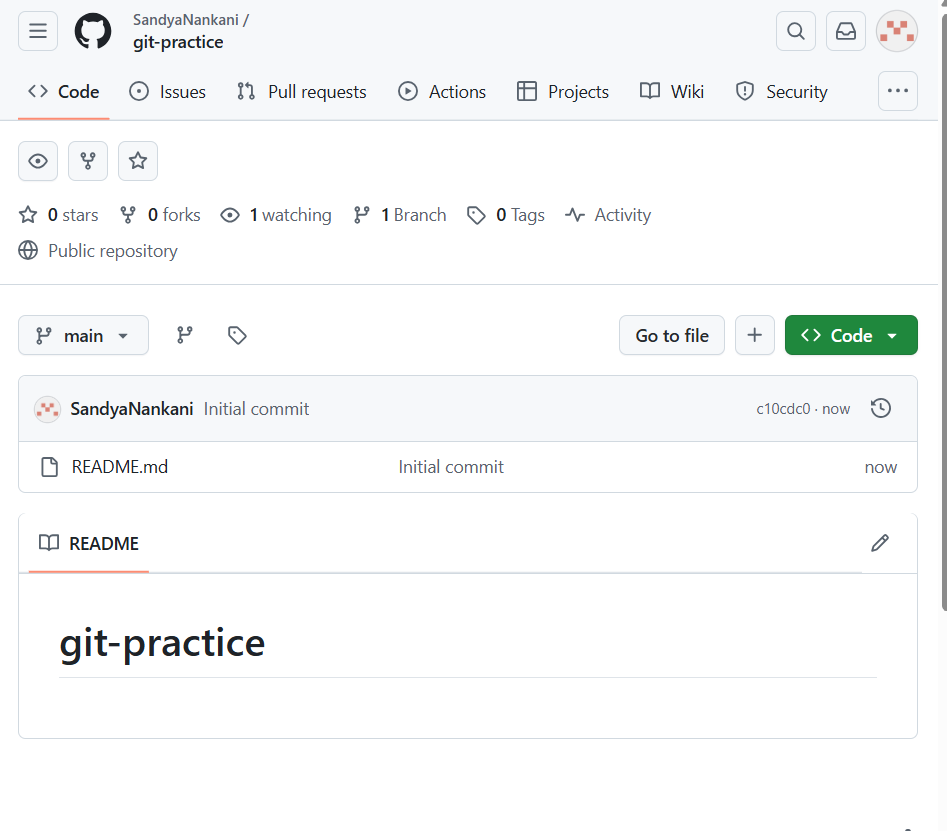 SandyaNankani /
git-practice
Code Issues Pull requests Actions Projects Wiki Security
0 stars 0 forks 1 watching 1 Branch 0 Tags Activity
Public repository
main Go to file Code
SandyaNankani Initial commit c10cdc0 · now
README.md Initial commit now
README
git-practice